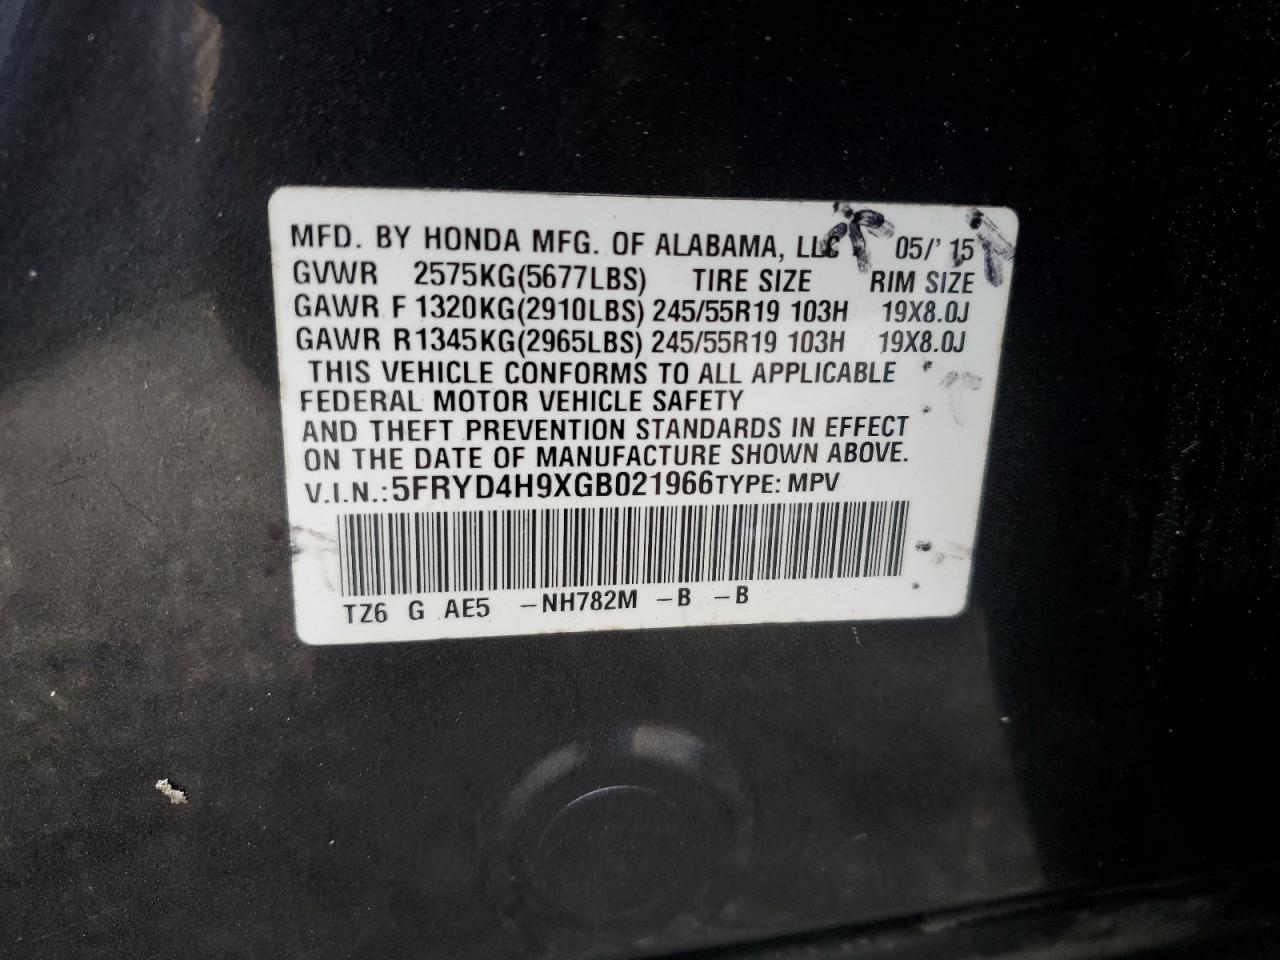 MFD. BY HONDA MFG. OF ALABAMA, LLC 05/' 15
GVWR 2575KG(5677LBS) TIRE SIZE RIM SIZE
GAWR F 1320KG(2910LBS) 245/55R19 103H 19X8.0J
GAWR R1345KG(2965LBS) 245/55R19 103H 19X8.0J
THIS VEHICLE CONFORMS TO ALL APPLICABLE
FEDERAL MOTOR VEHICLE SAFETY
AND THEFT PREVENTION STANDARDS IN EFFECT
ON THE DATE OF MANUFACTURE SHOWN ABOVE.
V.I.N.:5FRYD4H9XGB021966TYPE: MPV
TZ6 G AE5 -NH782M -B -B